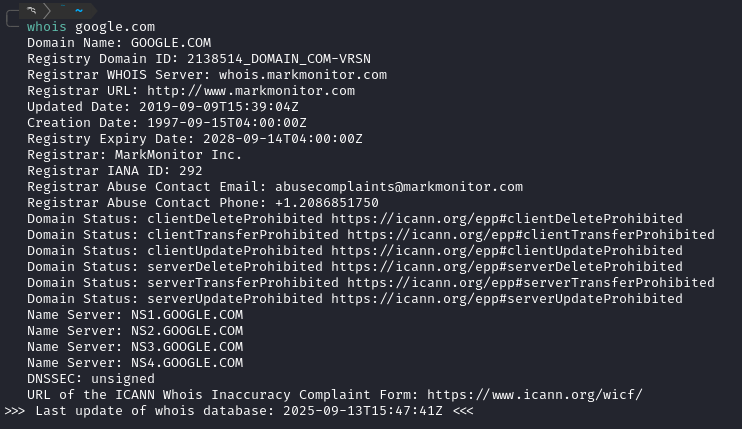 ~
whois google.com
Domain Name: GOOGLE.COM
Registry Domain ID: 2138514_DOMAIN_COM-VRSN
Registrar WHOIS Server: whois.markmonitor.com
Registrar URL: http://www.markmonitor.com
Updated Date: 2019-09-09T15:39:04Z
Creation Date: 1997-09-15T04:00:00Z
Registry Expiry Date: 2028-09-14T04:00:00Z
Registrar: MarkMonitor Inc.
Registrar IANA ID: 292
Registrar Abuse Contact Email: abusecomplaints@markmonitor.com
Registrar Abuse Contact Phone: +1.2086851750
Domain Status: clientDeleteProhibited https://icann.org/epp#clientDeleteProhibited
Domain Status: clientTransferProhibited https://icann.org/epp#clientTransferProhibited
Domain Status: clientUpdateProhibited https://icann.org/epp#clientUpdateProhibited
Domain Status: serverDeleteProhibited https://icann.org/epp#serverDeleteProhibited
Domain Status: serverTransferProhibited https://icann.org/epp#serverTransferProhibited
Domain Status: serverUpdateProhibited https://icann.org/epp#serverUpdateProhibited
Name Server: NS1.GOOGLE.COM
Name Server: NS2.GOOGLE.COM
Name Server: NS3.GOOGLE.COM
Name Server: NS4.GOOGLE.COM
DNSSEC: unsigned
URL of the ICANN Whois Inaccuracy Complaint Form: https://www.icann.org/wicf/
>>> Last update of whois database: 2025-09-13T15:47:41Z <<<